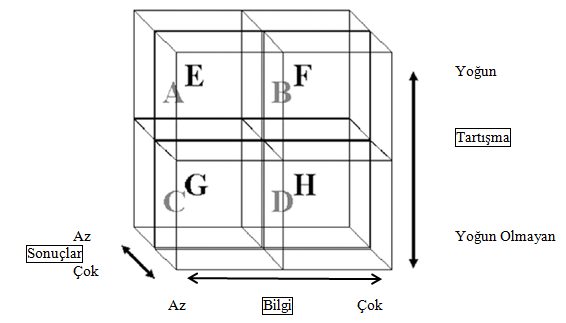 E
F
A
B
Yoğun
Tartışma
G
H
C
D
Az
Sonuçlar
Çok
Yoğun Olmayan
Az
Bilgi
Çok